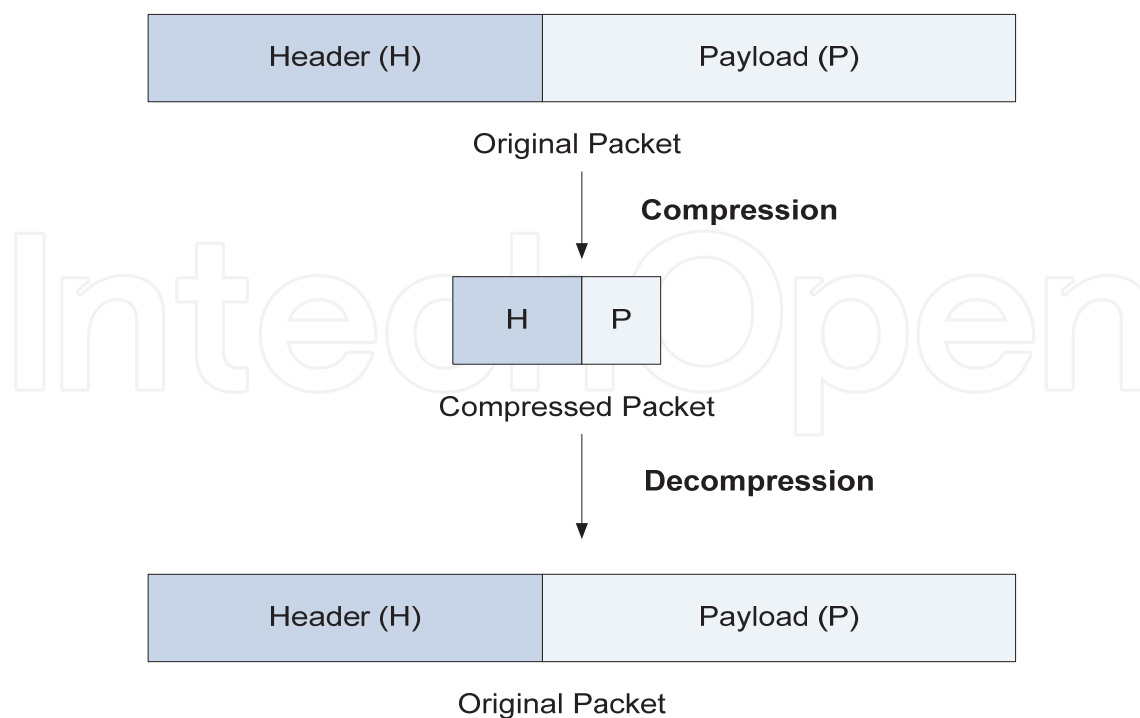 Header (H) Payload (P)
Original Packet
Compression
IntechOpen
H P
Compressed Packet
Decompression
Header (H) Payload (P)
Original Packet